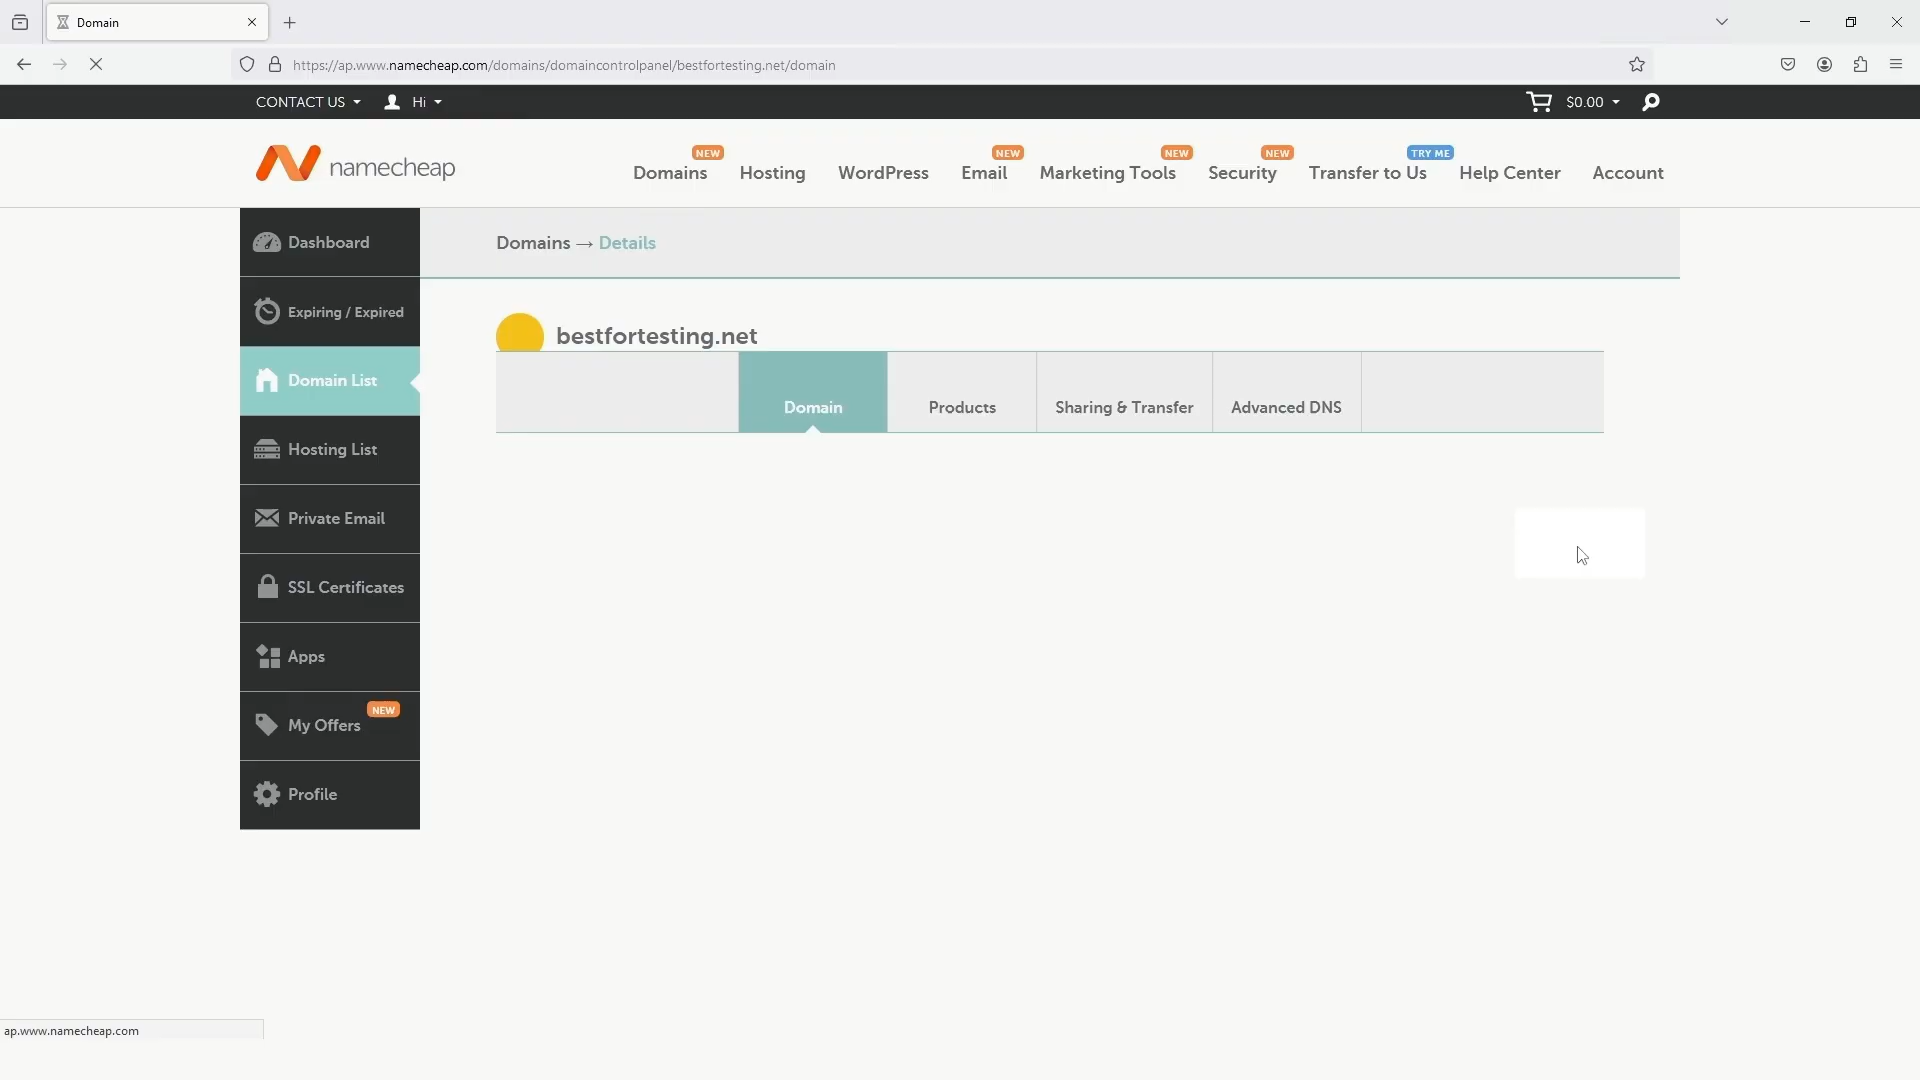 Domain
https://ap.www.namecheap.com/domains/domaincontrolpanel/bestfortesting.net/domain
CONTACT US Hi $0.00
namecheap
NEW NEW NEW NEW TRY ME
Domains Hosting WordPress Email Marketing Tools Security Transfer to Us Help Center Account
Dashboard
Domains → Details
Expiring / Expired
bestfortesting.net
Domain List
Domain Products Sharing & Transfer Advanced DNS
Hosting List
Private Email
SSL Certificates
Apps
NEW
My Offers
Profile
ap.www.namecheap.com